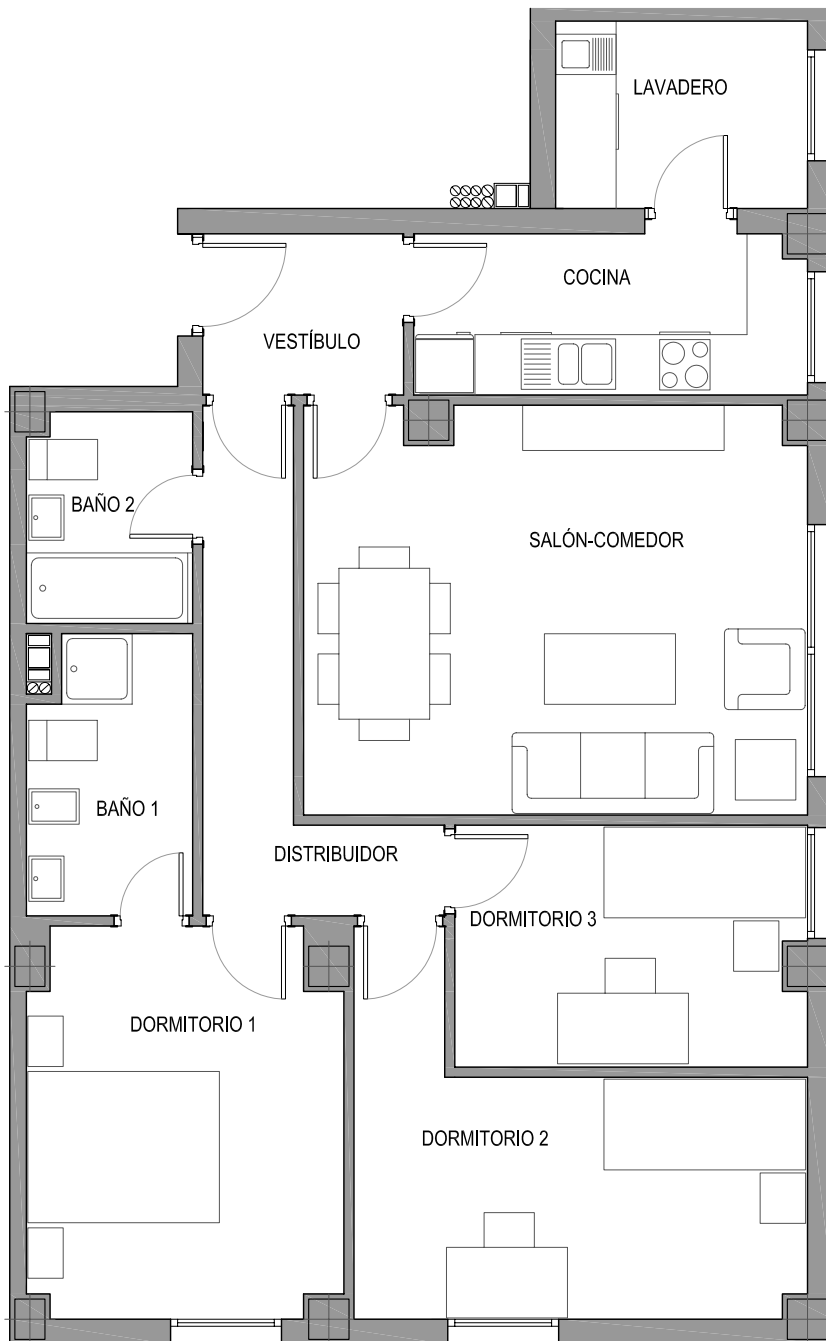 LAVADERO
COCINA
VESTÍBULO
BAÑO 2
SALÓN-COMEDOR
BAÑO 1
DISTRIBUIDOR
DORMITORIO 3
DORMITORIO 1
DORMITORIO 2